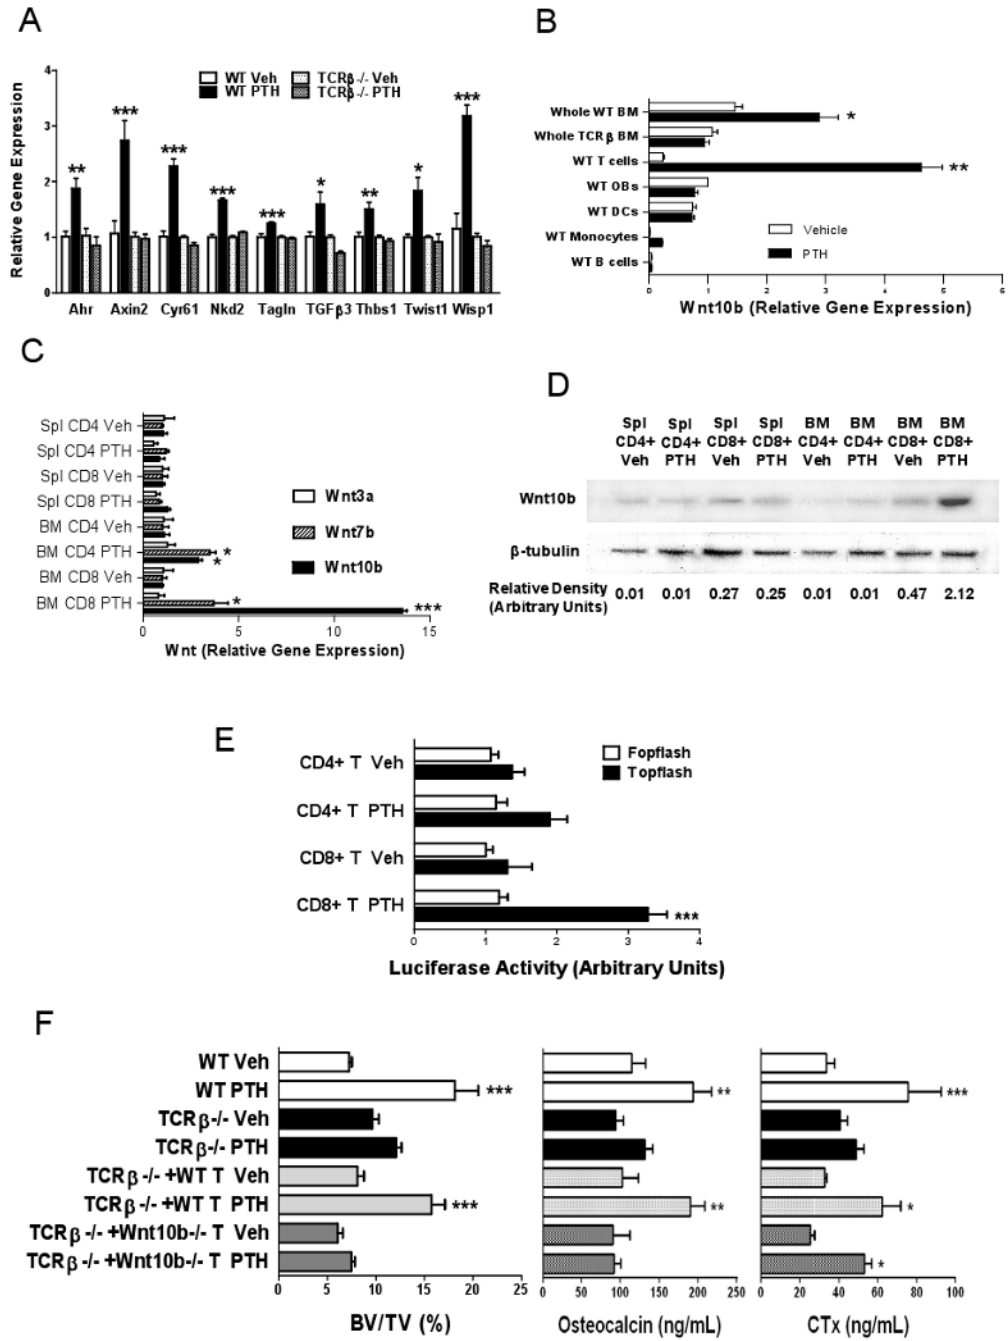 A
4
3
2
1
0
Relative Gene Expression
WT Veh
WT PTH
TCRβ-/- Veh
TCRβ-/- PTH
** *** *** *** *** * ** * ***
Ahr Axin2 Cyr61 Nkd2 Tagln TGFβ3 Thbs1 Twist1 Wisp1
B
Whole WT BM *
Whole TCR β BM
WT T cells **
WT OBs
WT DCs
WT Monocytes
WT B cells
Vehicle
PTH
0 1 2 3 4 5 6
Wnt10b (Relative Gene Expression)
C
Spl CD4 Veh
Spl CD4 PTH
Spl CD8 Veh
Spl CD8 PTH
BM CD4 Veh
BM CD4 PTH * *
BM CD8 Veh
BM CD8 PTH * ***
Wnt3a
Wnt7b
Wnt10b
0 5 10 15
Wnt (Relative Gene Expression)
D
Spl Spl Spl Spl BM BM BM BM
CD4+ CD4+ CD8+ CD8+ CD4+ CD4+ CD8+ CD8+
Veh PTH Veh PTH Veh PTH Veh PTH
Wnt10b
β-tubulin
Relative Density
(Arbitrary Units) 0.01 0.01 0.27 0.25 0.01 0.01 0.47 2.12
E
CD4+ T Veh
CD4+ T PTH
CD8+ T Veh
CD8+ T PTH ***
Fopflash
Topflash
0 1 2 3 4
Luciferase Activity (Arbitrary Units)
F
WT Veh
WT PTH *** ** ***
TCRβ-/- Veh
TCRβ-/- PTH
TCRβ-/- +WT T Veh
TCRβ-/- +WT T PTH *** ** *
TCRβ-/- +Wnt10b-/- T Veh
TCRβ-/- +Wnt10b-/- T PTH *
0 5 10 15 20 25
BV/TV (%)
0 50 100 150 200 250
Osteocalcin (ng/mL)
0 20 40 60 80 100
CTx (ng/mL)